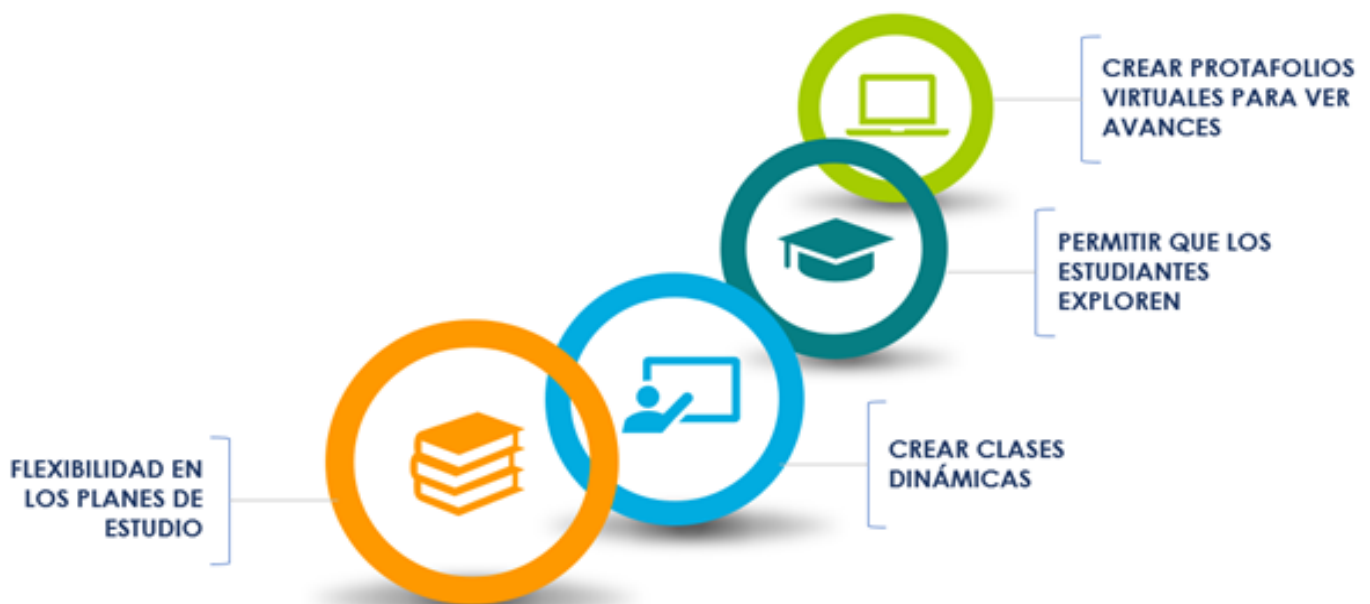 CREAR PROTAFOLIOS
VIRTUALES PARA VER
AVANCES
PERMITIR QUE LOS
ESTUDIANTES
EXPLOREN
CREAR CLASES
DINÁMICAS
FLEXIBILIDAD EN
LOS PLANES DE
ESTUDIO